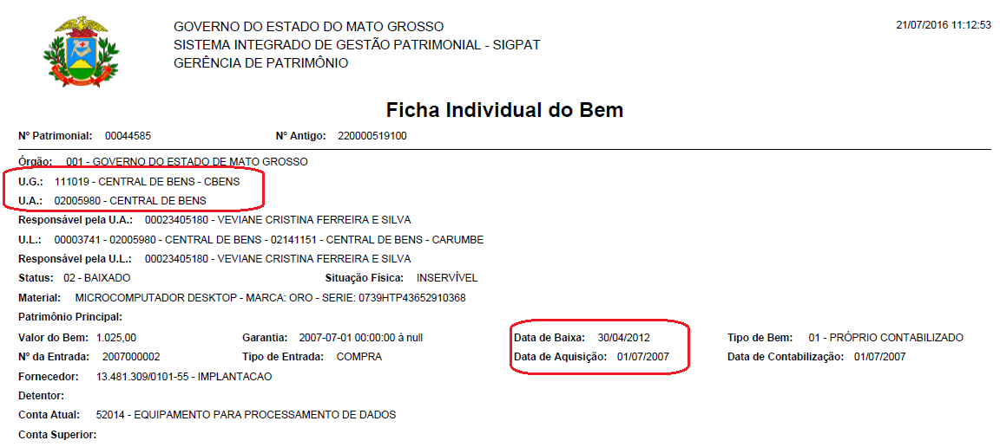 GOVERNO DO ESTADO DO MATO GROSSO 21/07/2016 11:12:53
SISTEMA INTEGRADO DE GESTÃO PATRIMONIAL - SIGPAT
GERÊNCIA DE PATRIMÔNIO
Ficha Individual do Bem
Nº Patrimonial: 00044585 Nº Antigo: 220000519100
Órgão: 001 - GOVERNO DO ESTADO DE MATO GROSSO
U.G.: 111019 - CENTRAL DE BENS - CBENS
U.A.: 02005980 - CENTRAL DE BENS
Responsável pela U.A.: 00023405180 - VEVIANE CRISTINA FERREIRA E SILVA
U.L.: 00003741 - 02005980 - CENTRAL DE BENS - 02141151 - CENTRAL DE BENS - CARUMBE
Responsável pela U.L.: 00023405180 - VEVIANE CRISTINA FERREIRA E SILVA
Status: 02 - BAIXADO Situação Física: INSERVÍVEL
Material: MICROCOMPUTADOR DESKTOP - MARCA: ORO - SERIE: 0739HTP43652910368
Patrimônio Principal:
Valor do Bem: 1.025,00 Garantia: 2007-07-01 00:00:00 à null Data de Baixa: 30/04/2012 Tipo de Bem: 01 - PRÓPRIO CONTABILIZADO
Nº da Entrada: 2007000002 Tipo de Entrada: COMPRA Data de Aquisição: 01/07/2007 Data de Contabilização: 01/07/2007
Fornecedor: 13.481.309/0101-55 - IMPLANTACAO
Detentor:
Conta Atual: 52014 - EQUIPAMENTO PARA PROCESSAMENTO DE DADOS
Conta Superior: